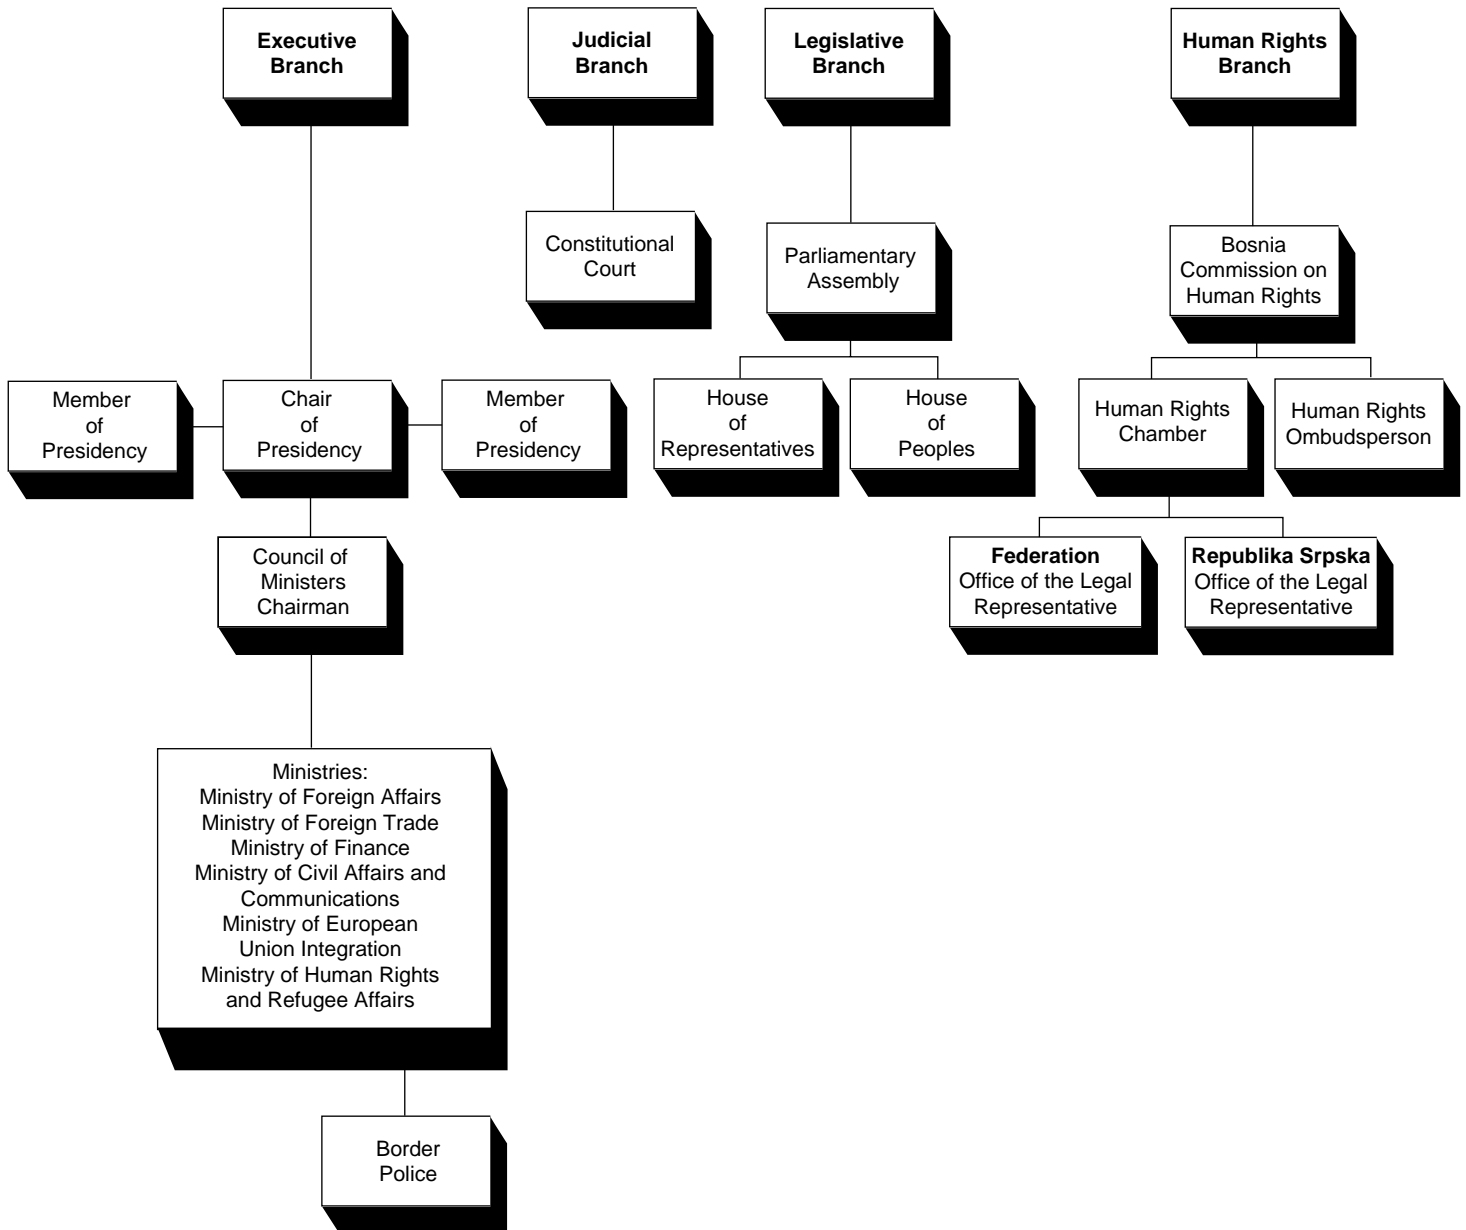 Executive
Branch
Judicial
Branch
Legislative
Branch
Human Rights
Branch
Constitutional
Court
Parliamentary
Assembly
Bosnia
Commission on
Human Rights
Member
of
Presidency
Chair
of
Presidency
Member
of
Presidency
House
of
Representatives
House
of
Peoples
Human Rights
Chamber
Human Rights
Ombudsperson
Council of
Ministers
Chairman
Federation
Office of the Legal
Representative
Republika Srpska
Office of the Legal
Representative
Ministries:
Ministry of Foreign Affairs
Ministry of Foreign Trade
Ministry of Finance
Ministry of Civil Affairs and
Communications
Ministry of European
Union Integration
Ministry of Human Rights
and Refugee Affairs
Border
Police